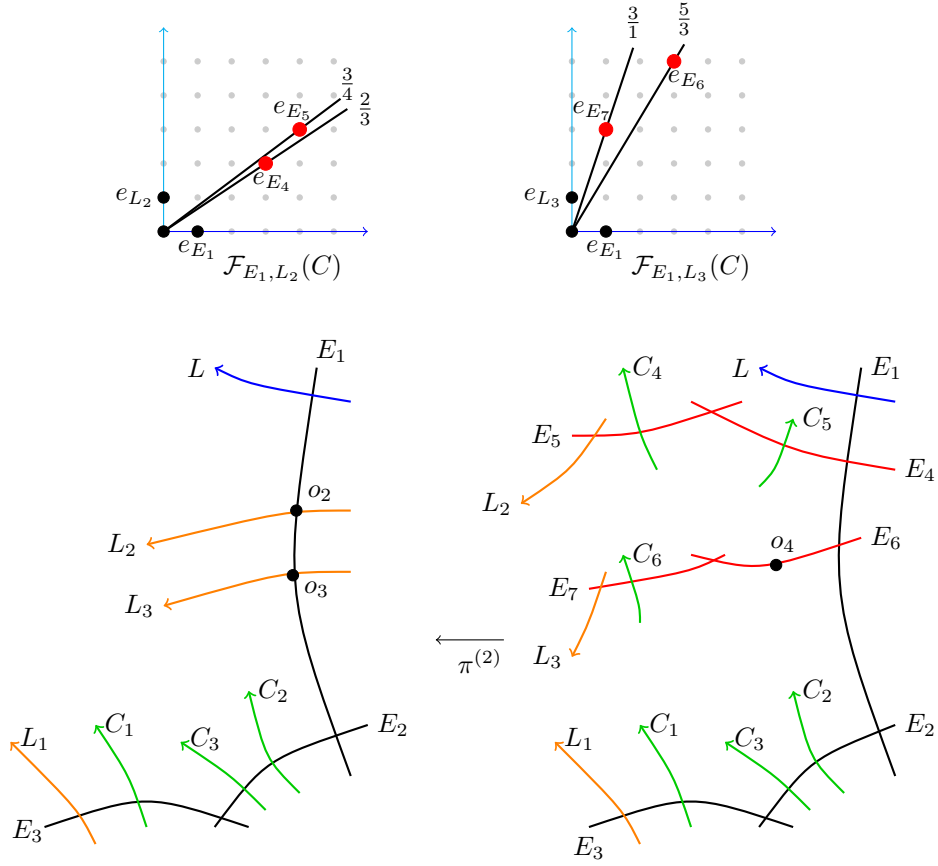 3/4
2/3
e_{E_5}
e_{E_4}
e_{L_2}
e_{E_1}
\mathcal{F}_{E_1,L_2}(C)
3/1
5/3
e_{E_7}
e_{E_6}
e_{L_3}
e_{E_1}
\mathcal{F}_{E_1,L_3}(C)
E_1
L
o_2
L_2
o_3
L_3
C_2
E_2
L_1
C_1
C_3
E_3
π^{(2)}
C_4
L
E_1
E_5
C_5
E_4
L_2
o_4
E_6
C_6
E_7
L_3
C_2
E_2
L_1
C_1
C_3
E_3